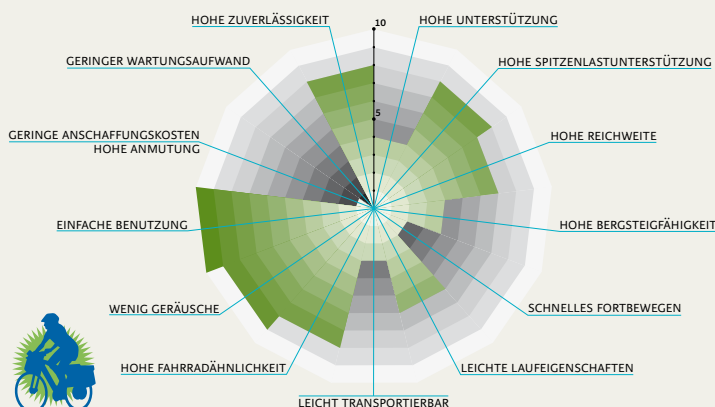 10
HOHE ZUVERLÄSSIGKEIT
HOHE UNTERSTÜTZUNG
GERINGER WARTUNGSAUFWAND
HOHE SPITZENLASTUNTERSTÜTZUNG
5
GERINGE ANSCHAFFUNGSKOSTEN
HOHE REICHWEITE
HOHE ANMUTUNG
EINFACHE BENUTZUNG
HOHE BERGSTEIGFÄHIGKEIT
WENIG GERÄUSCHE
SCHNELLES FORTBEWEGEN
HOHE FAHRRADÄHNLICHKEIT
LEICHTE LAUFEIGENSCHAFTEN
LEICHT TRANSPORTIERBAR